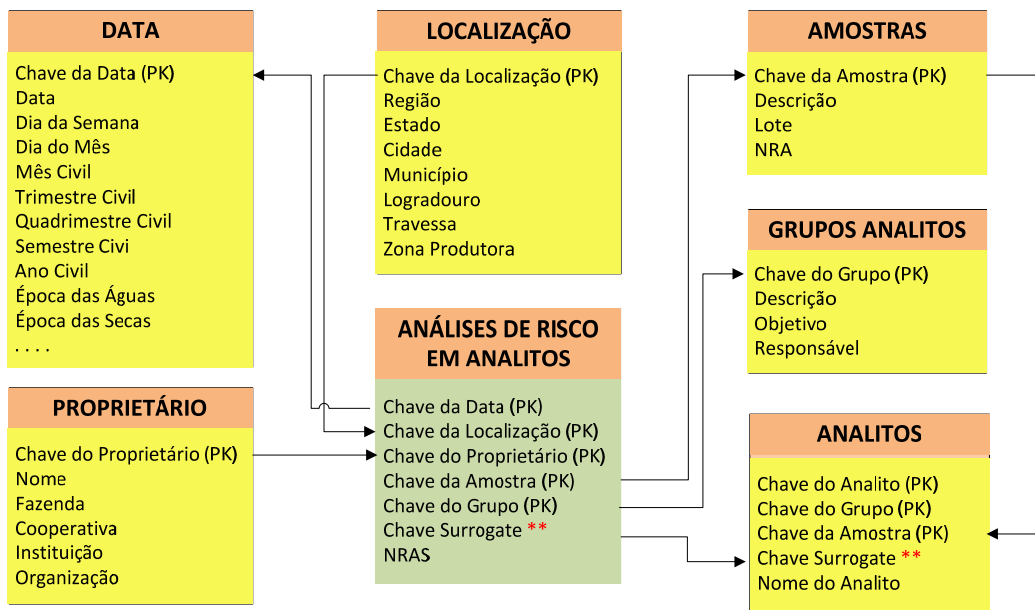 DATA
Chave da Data (PK)
Data
Dia da Semana
Dia do Mês
Mês Civil
Trimestre Civil
Quadrimestre Civil
Semestre Civi
Ano Civil
Época das Águas
Época das Secas
. . . .
PROPRIETÁRIO
Chave do Proprietário (PK)
Nome
Fazenda
Cooperativa
Instituição
Organização
LOCALIZAÇÃO
Chave da Localização (PK)
Região
Estado
Cidade
Município
Logradouro
Travessa
Zona Produtora
ANÁLISES DE RISCO
EM ANALITOS
Chave da Data (PK)
Chave da Localização (PK)
Chave do Proprietário (PK)
Chave da Amostra (PK)
Chave do Grupo (PK)
Chave Surrogate **
NRAS
AMOSTRAS
Chave da Amostra (PK)
Descrição
Lote
NRA
GRUPOS ANALITOS
Chave do Grupo (PK)
Descrição
Objetivo
Responsável
ANALITOS
Chave do Analito (PK)
Chave do Grupo (PK)
Chave da Amostra (PK)
Chave Surrogate **
Nome do Analito